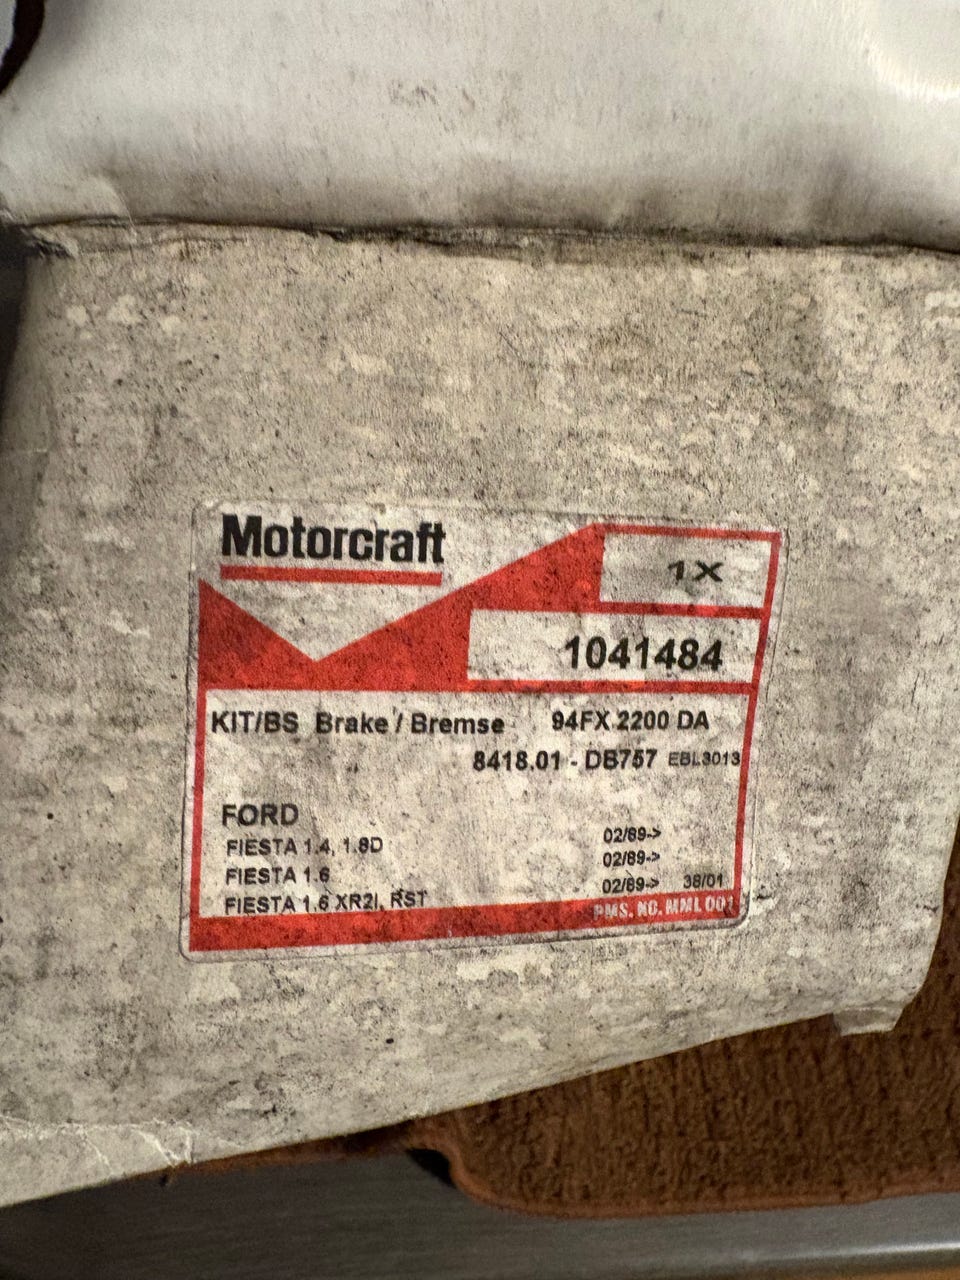 Motorcraft
1X
1041484
KIT/BS Brake / Bremse 94FX 2200 DA
8418.01 - DB757 EBL3013
FORD
FIESTA 1.4, 1.8D 02/89->
FIESTA 1.6 02/89->
FIESTA 1.6 XR2I, RST 02/89-> 38/01
PMS. NO. MML 001